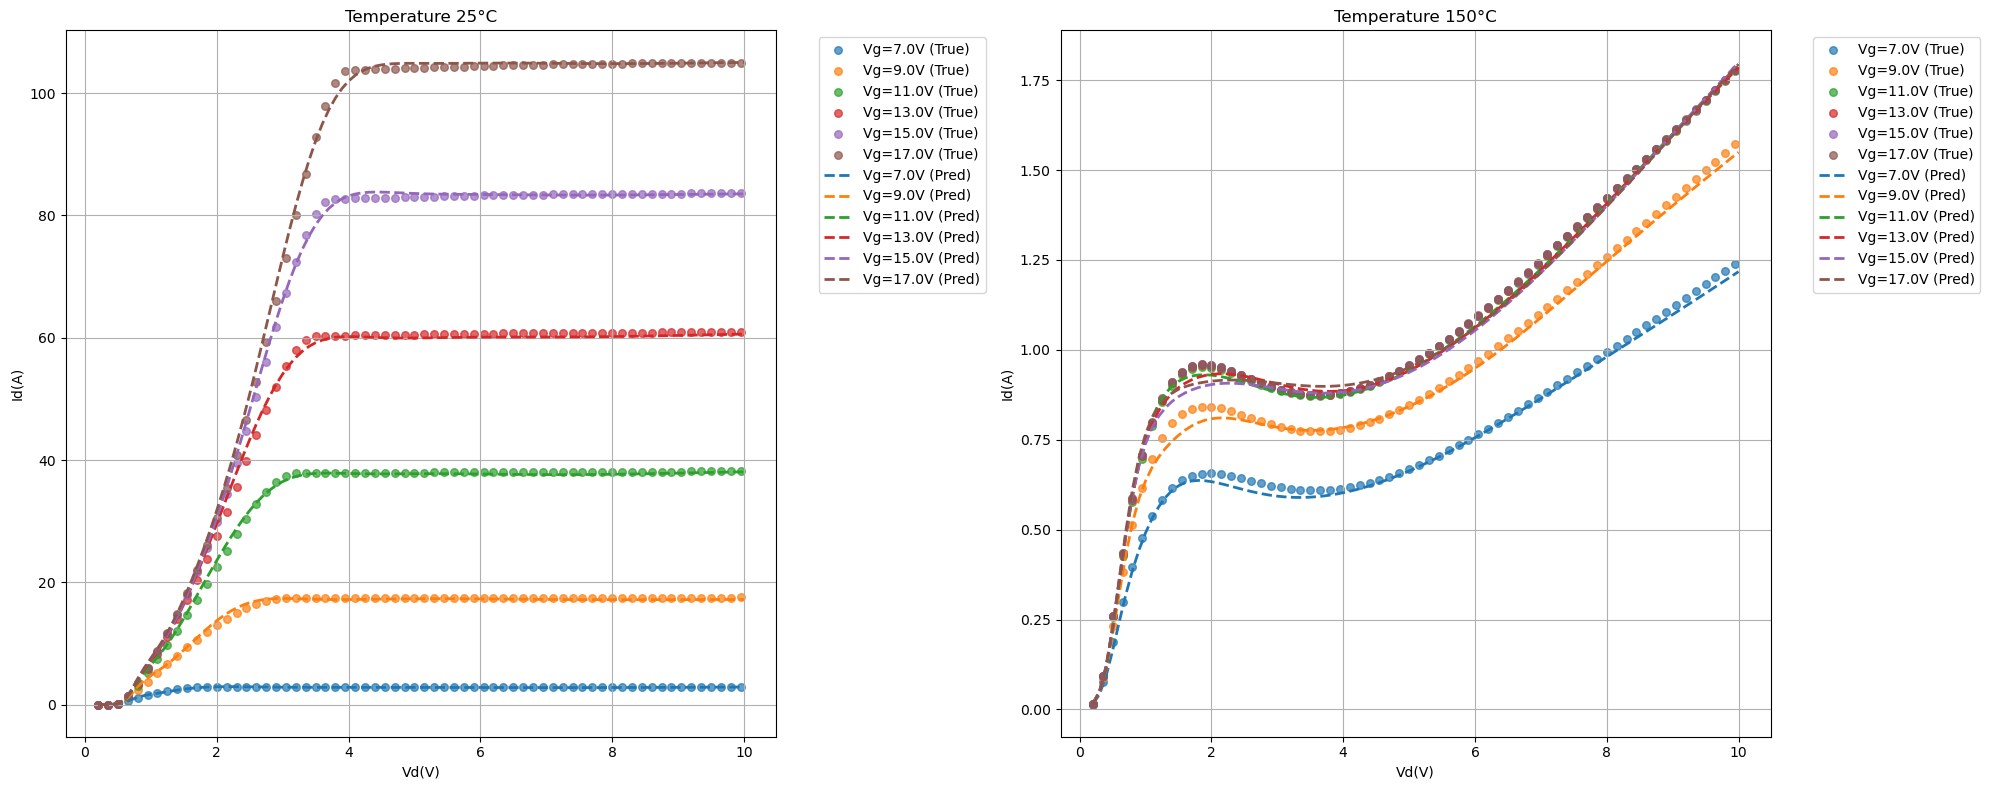 Temperature 25°C
100
80
60
40
20
0
Id(A)
0 2 4 6 8 10
Vd(V)
Vg=7.0V (True)
Vg=9.0V (True)
Vg=11.0V (True)
Vg=13.0V (True)
Vg=15.0V (True)
Vg=17.0V (True)
Vg=7.0V (Pred)
Vg=9.0V (Pred)
Vg=11.0V (Pred)
Vg=13.0V (Pred)
Vg=15.0V (Pred)
Vg=17.0V (Pred)
Temperature 150°C
1.75
1.50
1.25
1.00
0.75
0.50
0.25
0.00
Id(A)
0 2 4 6 8 10
Vd(V)
Vg=7.0V (True)
Vg=9.0V (True)
Vg=11.0V (True)
Vg=13.0V (True)
Vg=15.0V (True)
Vg=17.0V (True)
Vg=7.0V (Pred)
Vg=9.0V (Pred)
Vg=11.0V (Pred)
Vg=13.0V (Pred)
Vg=15.0V (Pred)
Vg=17.0V (Pred)